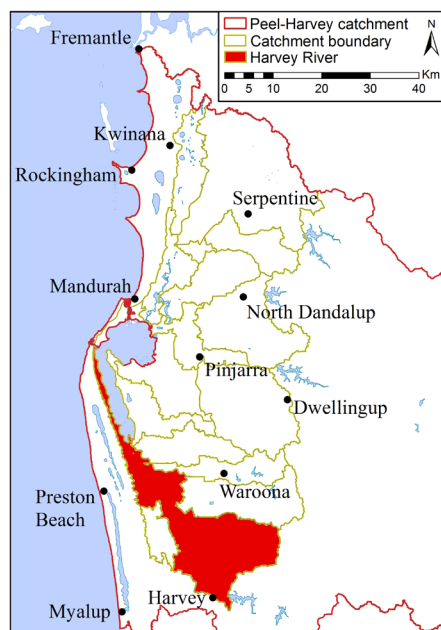 Fremantle
Peel-Harvey catchment
Catchment boundary
Harvey River
N
Km
0 5 10 20 30 40
Kwinana
Rockingham
Serpentine
Mandurah
North Dandalup
Pinjarra
Dwellingup
Waroona
Preston
Beach
Harvey
Myalup